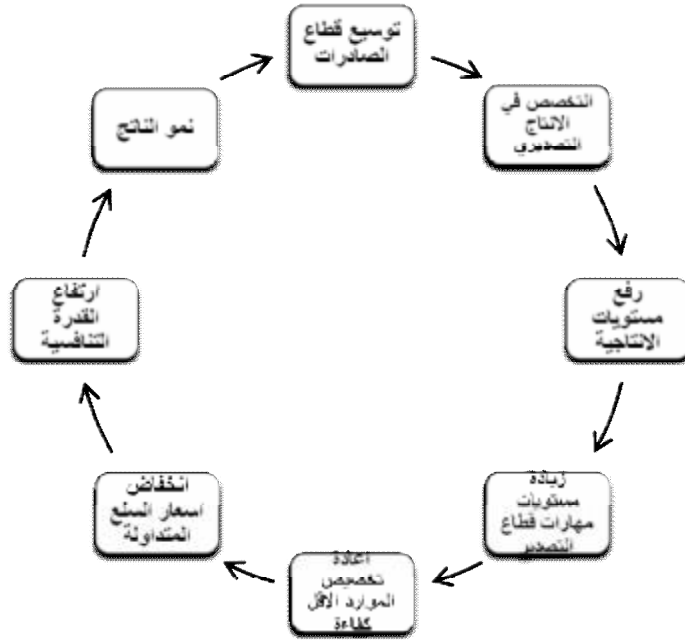 توسيع قطاع
الصادرات
التخصص في
الانتاج
التصديري
رفع
مستويات
الانتاجية
زيادة
مستويات
مهارات قطاع
التصدير
اعادة
تخصيص
الموارد الاقل
كفاءة
انخفاض
اسعار السلع
المتداولة
ارتفاع
القدرة
التنافسية
نمو الناتج